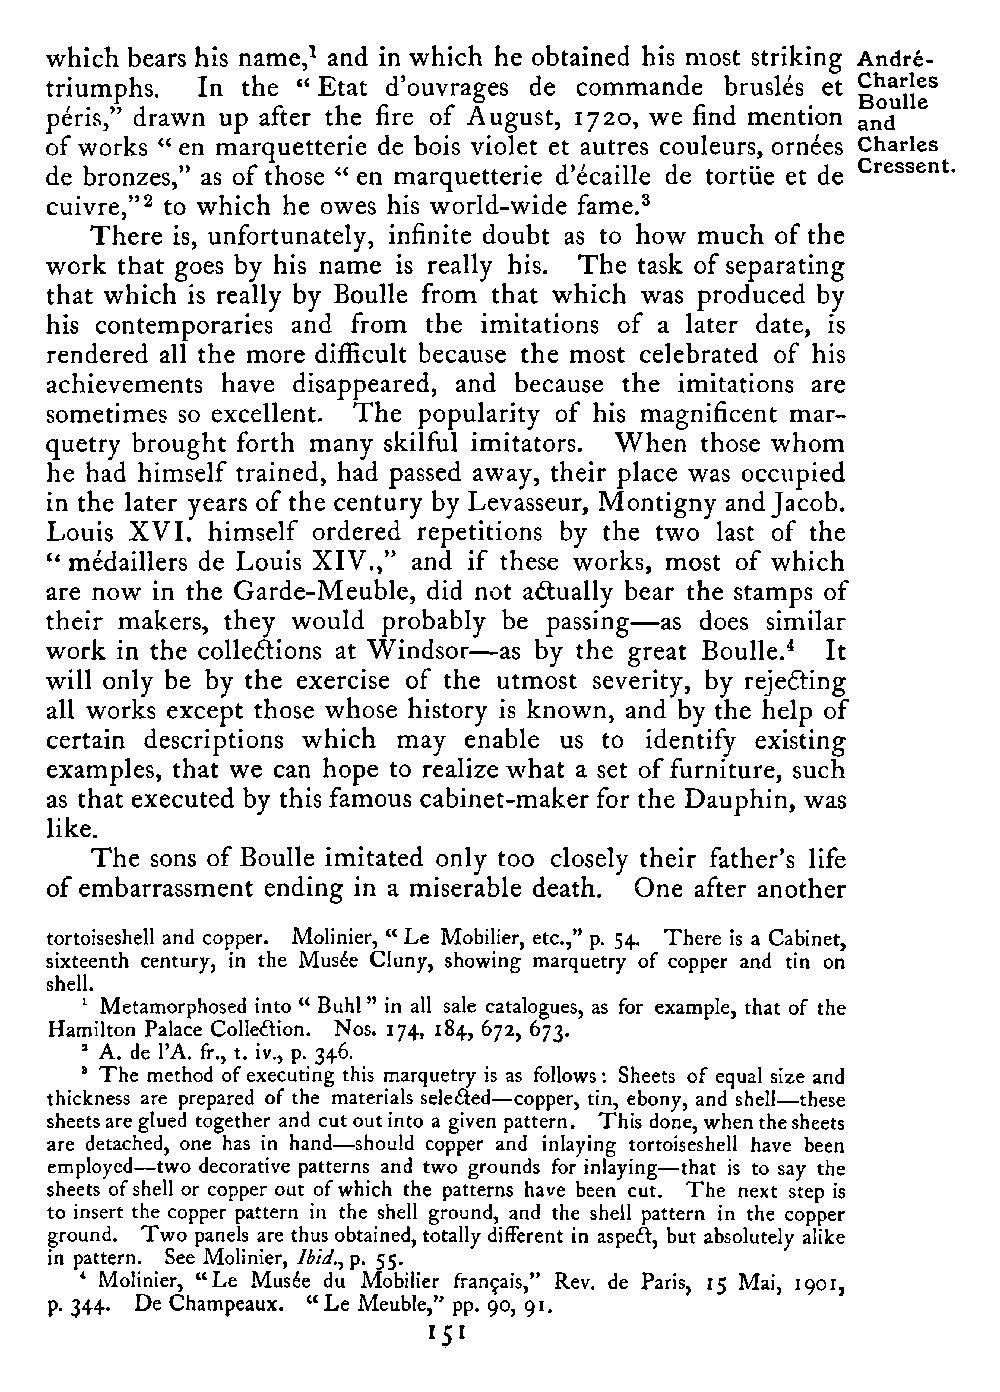 which bears his name,¹ and in which he obtained his most striking
triumphs. In the “ Etat d’ouvrages de commande bruslés et
péris,” drawn up after the fire of August, 1720, we find mention
of works “ en marquetterie de bois violet et autres couleurs, ornées
de bronzes,” as of those “ en marquetterie d’écaille de tortüe et de
cuivre,”² to which he owes his world-wide fame.³
André-
Charles
Boulle
and
Charles
Cressent.
There is, unfortunately, infinite doubt as to how much of the
work that goes by his name is really his. The task of separating
that which is really by Boulle from that which was produced by
his contemporaries and from the imitations of a later date, is
rendered all the more difficult because the most celebrated of his
achievements have disappeared, and because the imitations are
sometimes so excellent. The popularity of his magnificent mar-
quetry brought forth many skilful imitators. When those whom
he had himself trained, had passed away, their place was occupied
in the later years of the century by Levasseur, Montigny and Jacob.
Louis XVI. himself ordered repetitions by the two last of the
“ médaillers de Louis XIV.,” and if these works, most of which
are now in the Garde-Meuble, did not actually bear the stamps of
their makers, they would probably be passing—as does similar
work in the collections at Windsor—as by the great Boulle.⁴ It
will only be by the exercise of the utmost severity, by rejecting
all works except those whose history is known, and by the help of
certain descriptions which may enable us to identify existing
examples, that we can hope to realize what a set of furniture, such
as that executed by this famous cabinet-maker for the Dauphin, was
like.
The sons of Boulle imitated only too closely their father’s life
of embarrassment ending in a miserable death. One after another
tortoiseshell and copper. Molinier, “ Le Mobilier, etc.,” p. 54. There is a Cabinet,
sixteenth century, in the Musée Cluny, showing marquetry of copper and tin on
shell.
¹ Metamorphosed into “ Buhl ” in all sale catalogues, as for example, that of the
Hamilton Palace Collection. Nos. 174, 184, 672, 673.
² A. de l’A. fr., t. iv., p. 346.
³ The method of executing this marquetry is as follows: Sheets of equal size and
thickness are prepared of the materials selected—copper, tin, ebony, and shell—these
sheets are glued together and cut out into a given pattern. This done, when the sheets
are detached, one has in hand—should copper and inlaying tortoiseshell have been
employed—two decorative patterns and two grounds for inlaying—that is to say the
sheets of shell or copper out of which the patterns have been cut. The next step is
to insert the copper pattern in the shell ground, and the shell pattern in the copper
ground. Two panels are thus obtained, totally different in aspect, but absolutely alike
in pattern. See Molinier, Ibid., p. 55.
⁴ Molinier, “ Le Musée du Mobilier français,” Rev. de Paris, 15 Mai, 1901,
p. 344. De Champeaux. “ Le Meuble,” pp. 90, 91.
151